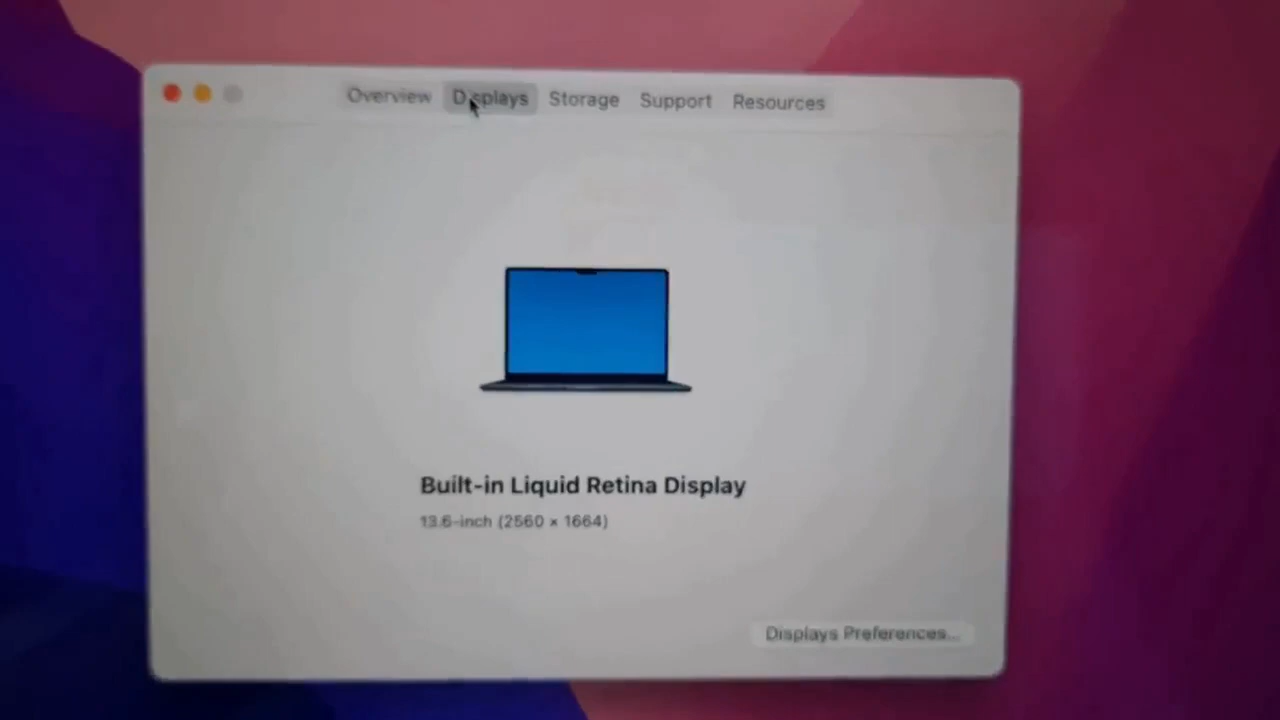 Overview Displays Storage Support Resources
Built-in Liquid Retina Display
13.6-inch (2560 × 1664)
Displays Preferences...